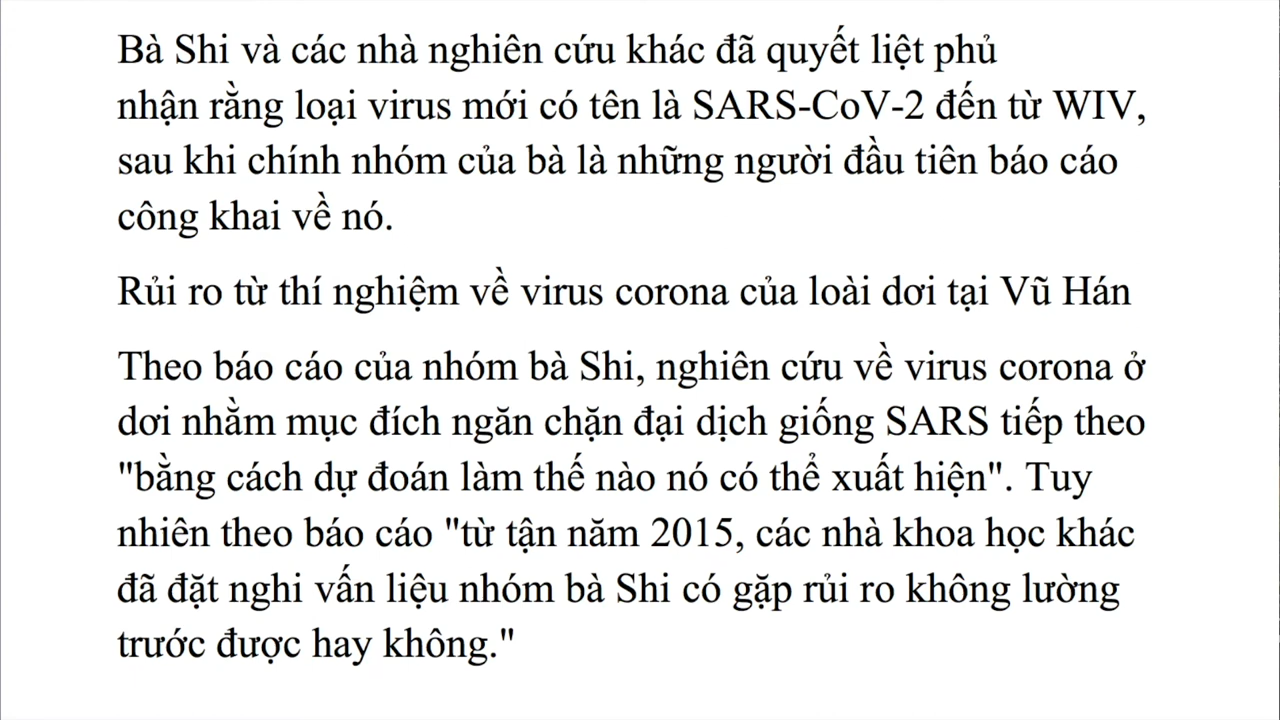 Bà Shi và các nhà nghiên cứu khác đã quyết liệt phủ
nhận rằng loại virus mới có tên là SARS-CoV-2 đến từ WIV,
sau khi chính nhóm của bà là những người đầu tiên báo cáo
công khai về nó.
Rủi ro từ thí nghiệm về virus corona của loài dơi tại Vũ Hán
Theo báo cáo của nhóm bà Shi, nghiên cứu về virus corona ở
dơi nhằm mục đích ngăn chặn đại dịch giống SARS tiếp theo
"bằng cách dự đoán làm thế nào nó có thể xuất hiện". Tuy
nhiên theo báo cáo "từ tận năm 2015, các nhà khoa học khác
đã đặt nghi vấn liệu nhóm bà Shi có gặp rủi ro không lường
trước được hay không."